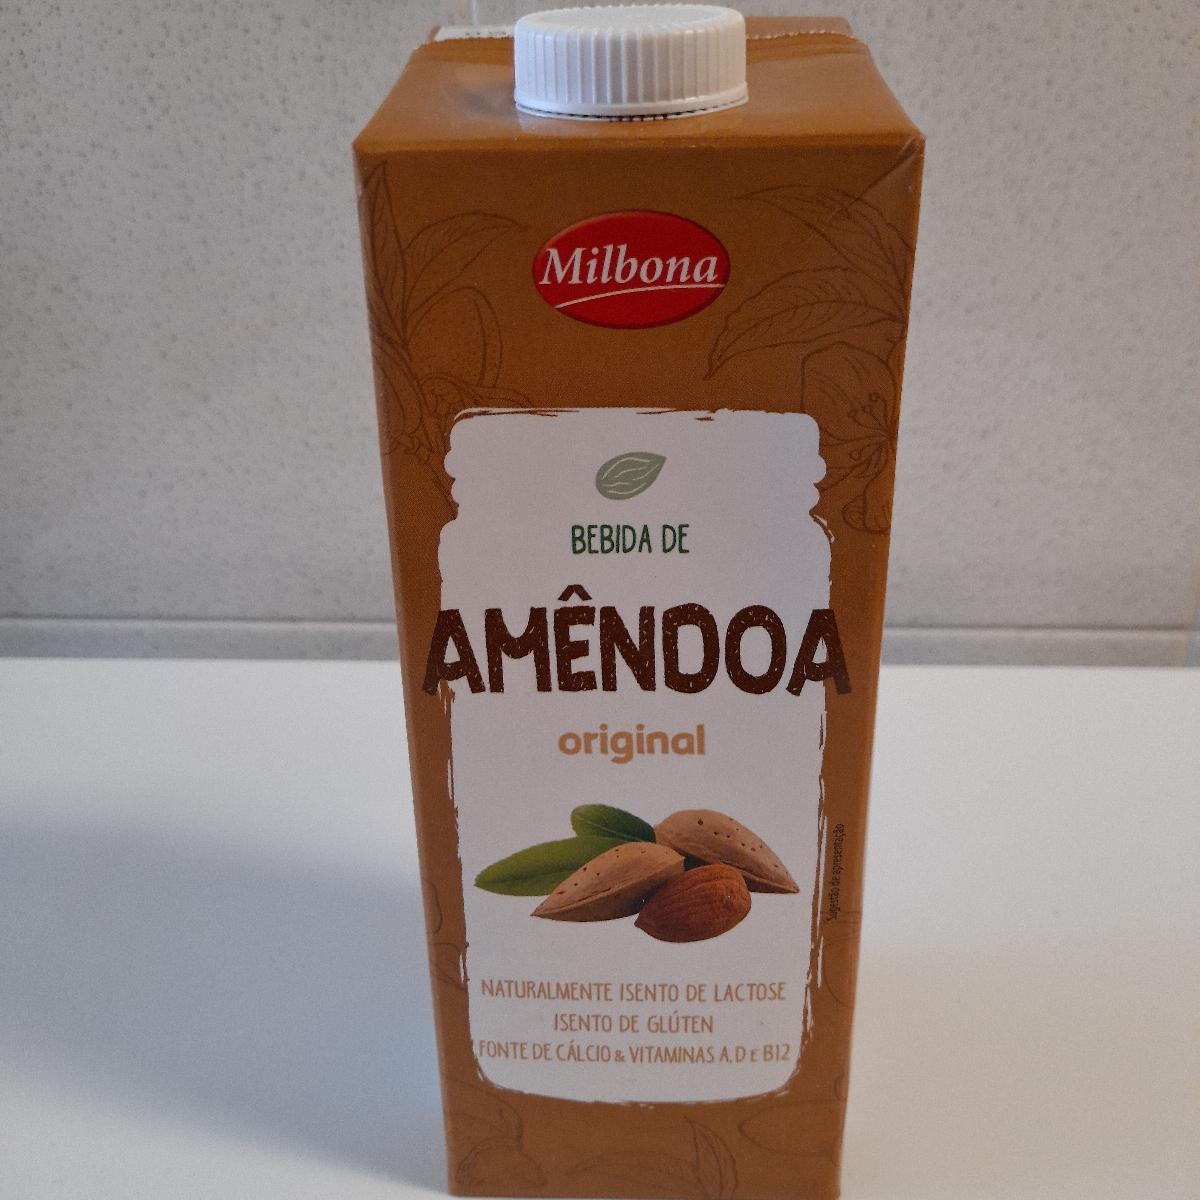 Milbona
BEBIDA DE
AMÊNDOA
original
Sugestão de apresentação
NATURALMENTE ISENTO DE LACTOSE
ISENTO DE GLÚTEN
FONTE DE CÁLCIO & VITAMINAS A, D E B12